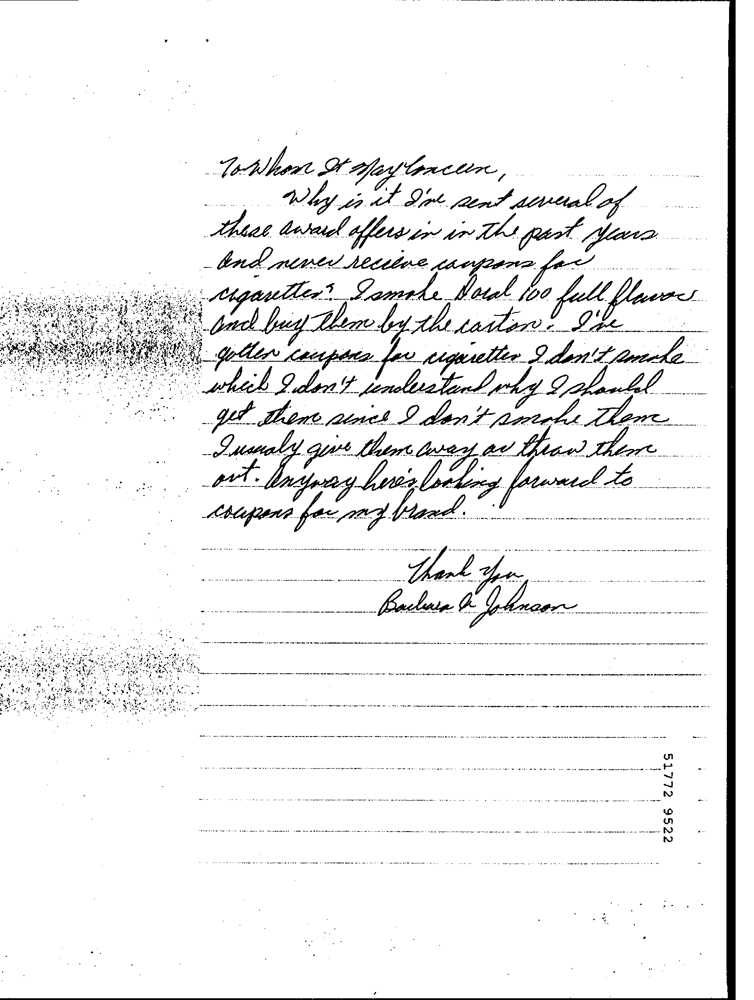 To Whom It May Concern,
Why is it I've sent several of
these award offers in in the past years
and never recieve coupons for
cigarettes? I smoke Doral 100 full flavor
and buy them by the carton. I've
gotten coupons for cigarettes I don't smoke
which I don't understand why I should
get them since I don't smoke them
I usualy give them away or throw them
out. Anyway here's looking forward to
coupons for my brand.
Thank You
Barbara A Johnson
51772 9522